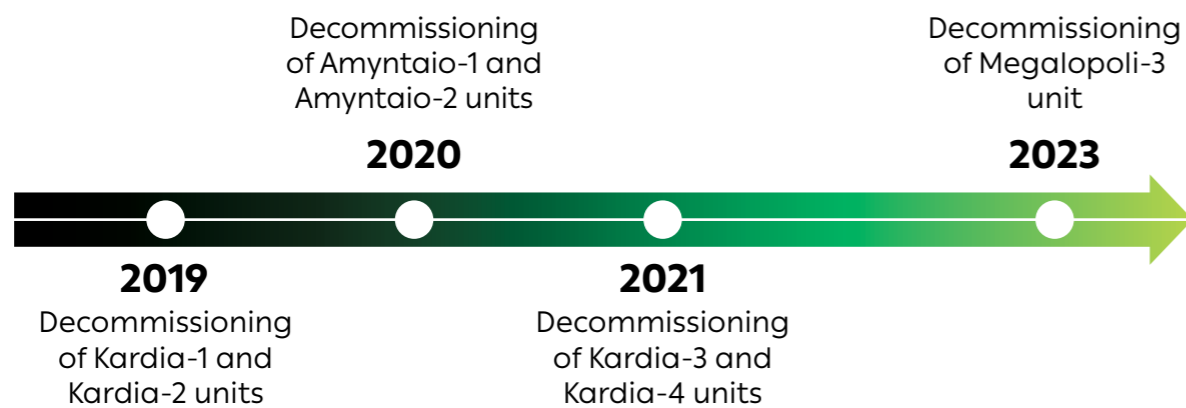 Decommissioning
of Amyntaio-1 and
Amyntaio-2 units
2020
Decommissioning
of Megalopoli-3
unit
2023
2019
Decommissioning
of Kardia-1 and
Kardia-2 units
2021
Decommissioning
of Kardia-3 and
Kardia-4 units